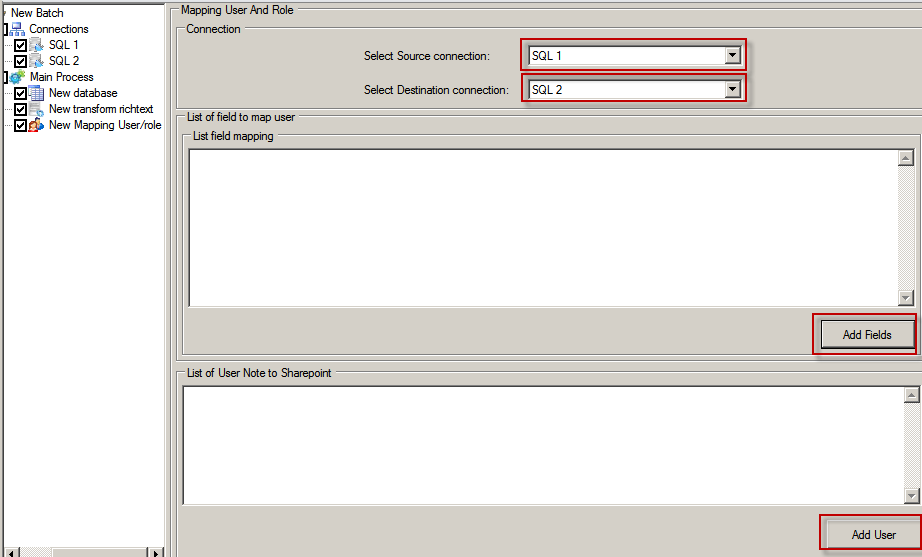 New Batch
Connections
SQL 1
SQL 2
Main Process
New database
New transform richtext
New Mapping User/role
Mapping User And Role
Connection
Select Source connection:
SQL 1
Select Destination connection:
SQL 2
List of field to map user
List field mapping
Add Fields
List of User Note to Sharepoint
Add User